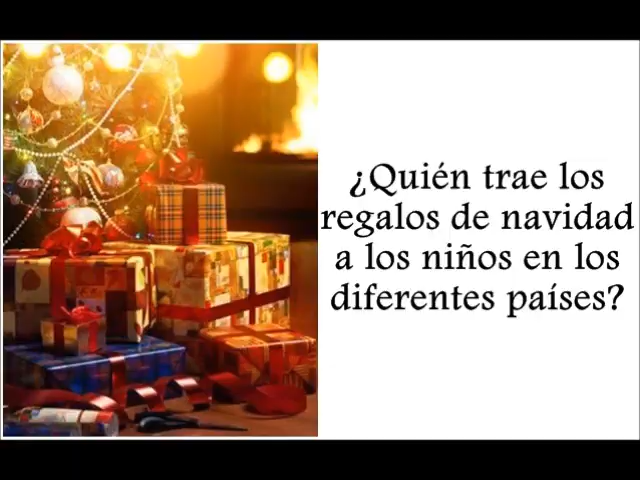 ¿Quién trae los
regalos de navidad
a los niños en los
diferentes países?